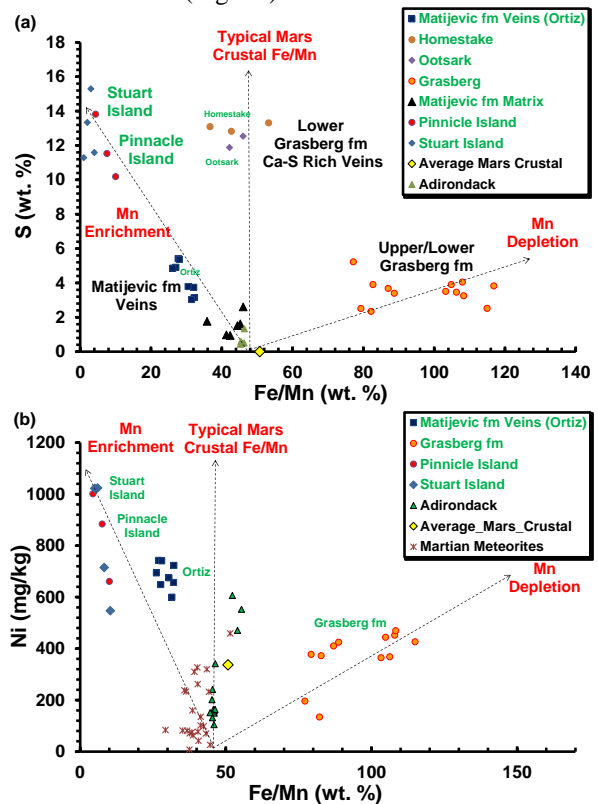 (a)
18
16
14
12
10
8
6
4
2
0
S (wt. %)
Typical Mars
Crustal Fe/Mn
Stuart
Island
Pinnacle
Island
Homestake
Ootsark
Lower
Grasberg fm
Ca-S Rich Veins
Mn
Enrichment
Ortiz
Matijevic fm
Veins
Upper/Lower
Grasberg fm
Mn
Depletion
Matijevic fm Veins (Ortiz)
Homestake
Ootsark
Grasberg
Matijevic fm Matrix
Pinnicle Island
Stuart Island
Average Mars Crustal
Adirondack
0 20 40 60 80 100 120 140
Fe/Mn (wt. %)
(b)
1200
1000
800
600
400
200
0
Ni (mg/kg)
Mn
Enrichment
Typical Mars
Crustal Fe/Mn
Stuart
Island
Pinnacle
Island
Ortiz
Grasberg fm
Mn
Depletion
Matijevic fm Veins (Ortiz)
Grasberg fm
Pinnicle Island
Stuart Island
Adirondack
Average_Mars_Crustal
Martian Meteorites
0 50 100 150
Fe/Mn (wt. %)